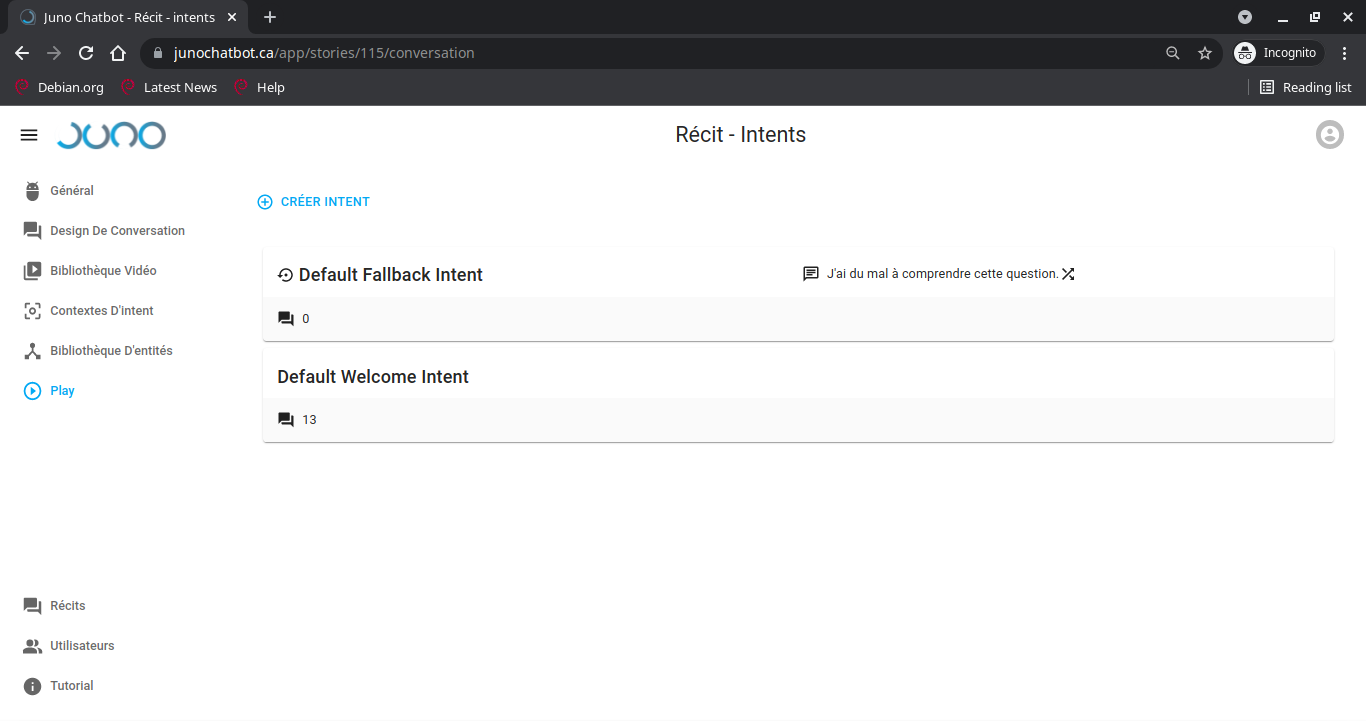 Juno Chatbot - Récit - intents
junochatbot.ca/app/stories/115/conversation
Incognito
Debian.org
Latest News
Help
Reading list
JUNO
Récit - Intents
Général
Design De Conversation
Bibliothèque Vidéo
Contextes D'intent
Bibliothèque D'entités
Play
CRÉER INTENT
Default Fallback Intent
J'ai du mal à comprendre cette question.
0
Default Welcome Intent
13
Récits
Utilisateurs
Tutorial